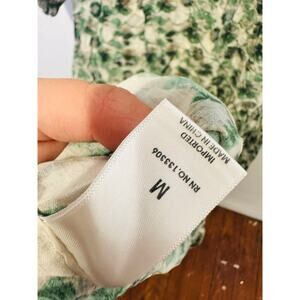 M
RN NO.133306
IMPORTED
MADE IN CHINA